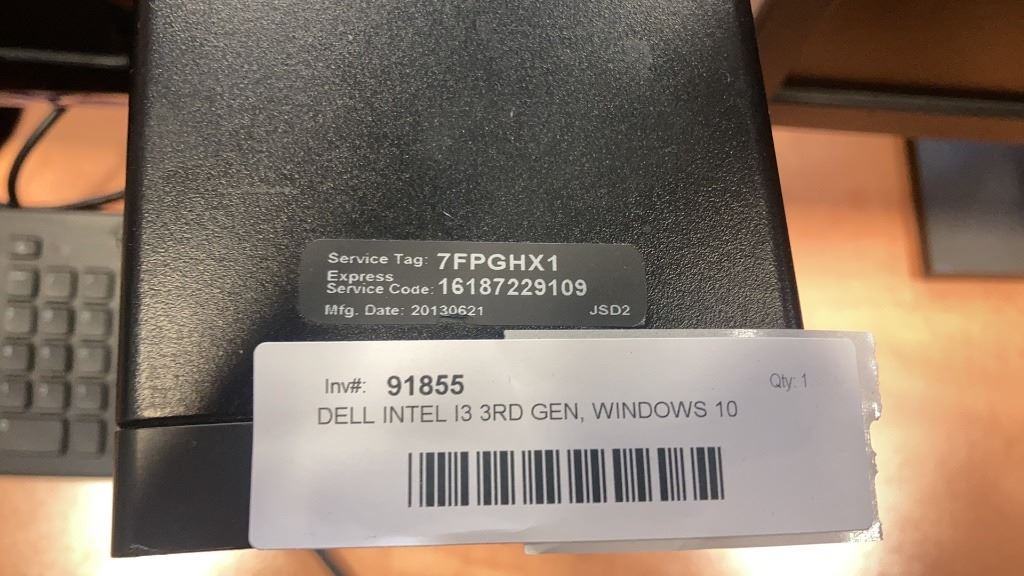 Service Tag: 7FPGHX1
Express
Service Code: 16187229109
Mfg. Date: 20130621 JSD2
Inv#: 91855 Qty: 1
DELL INTEL I3 3RD GEN, WINDOWS 10